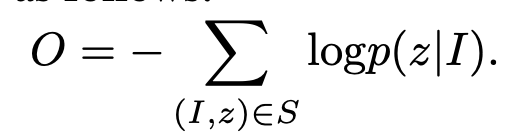 as follows:
O = − ∑ logp(z|I).
(I,z)∈S